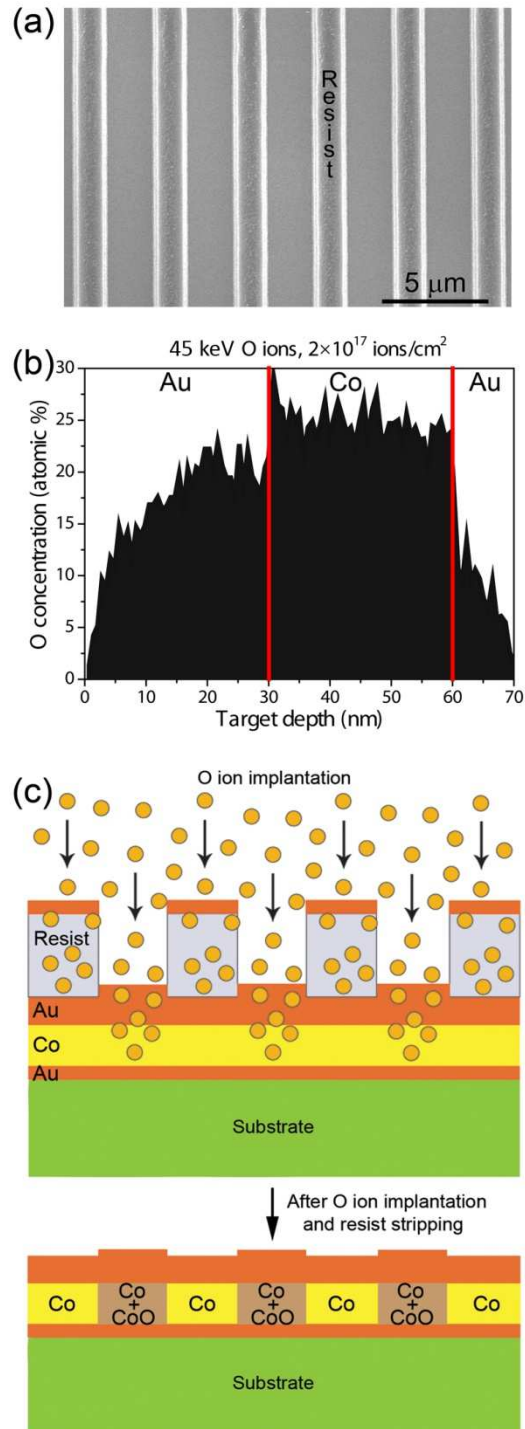 (a)
Resist
5 μm
(b)
45 keV O ions, 2×10¹⁷ ions/cm²
Au
Co
Au
O concentration (atomic %)
30
25
20
15
10
5
0
0
10
20
30
40
50
60
70
Target depth (nm)
(c)
O ion implantation
Resist
Au
Co
Au
Substrate
After O ion implantation
and resist stripping
Co
Co
+
CoO
Co
Co
+
CoO
Co
Co
+
CoO
Co
Substrate